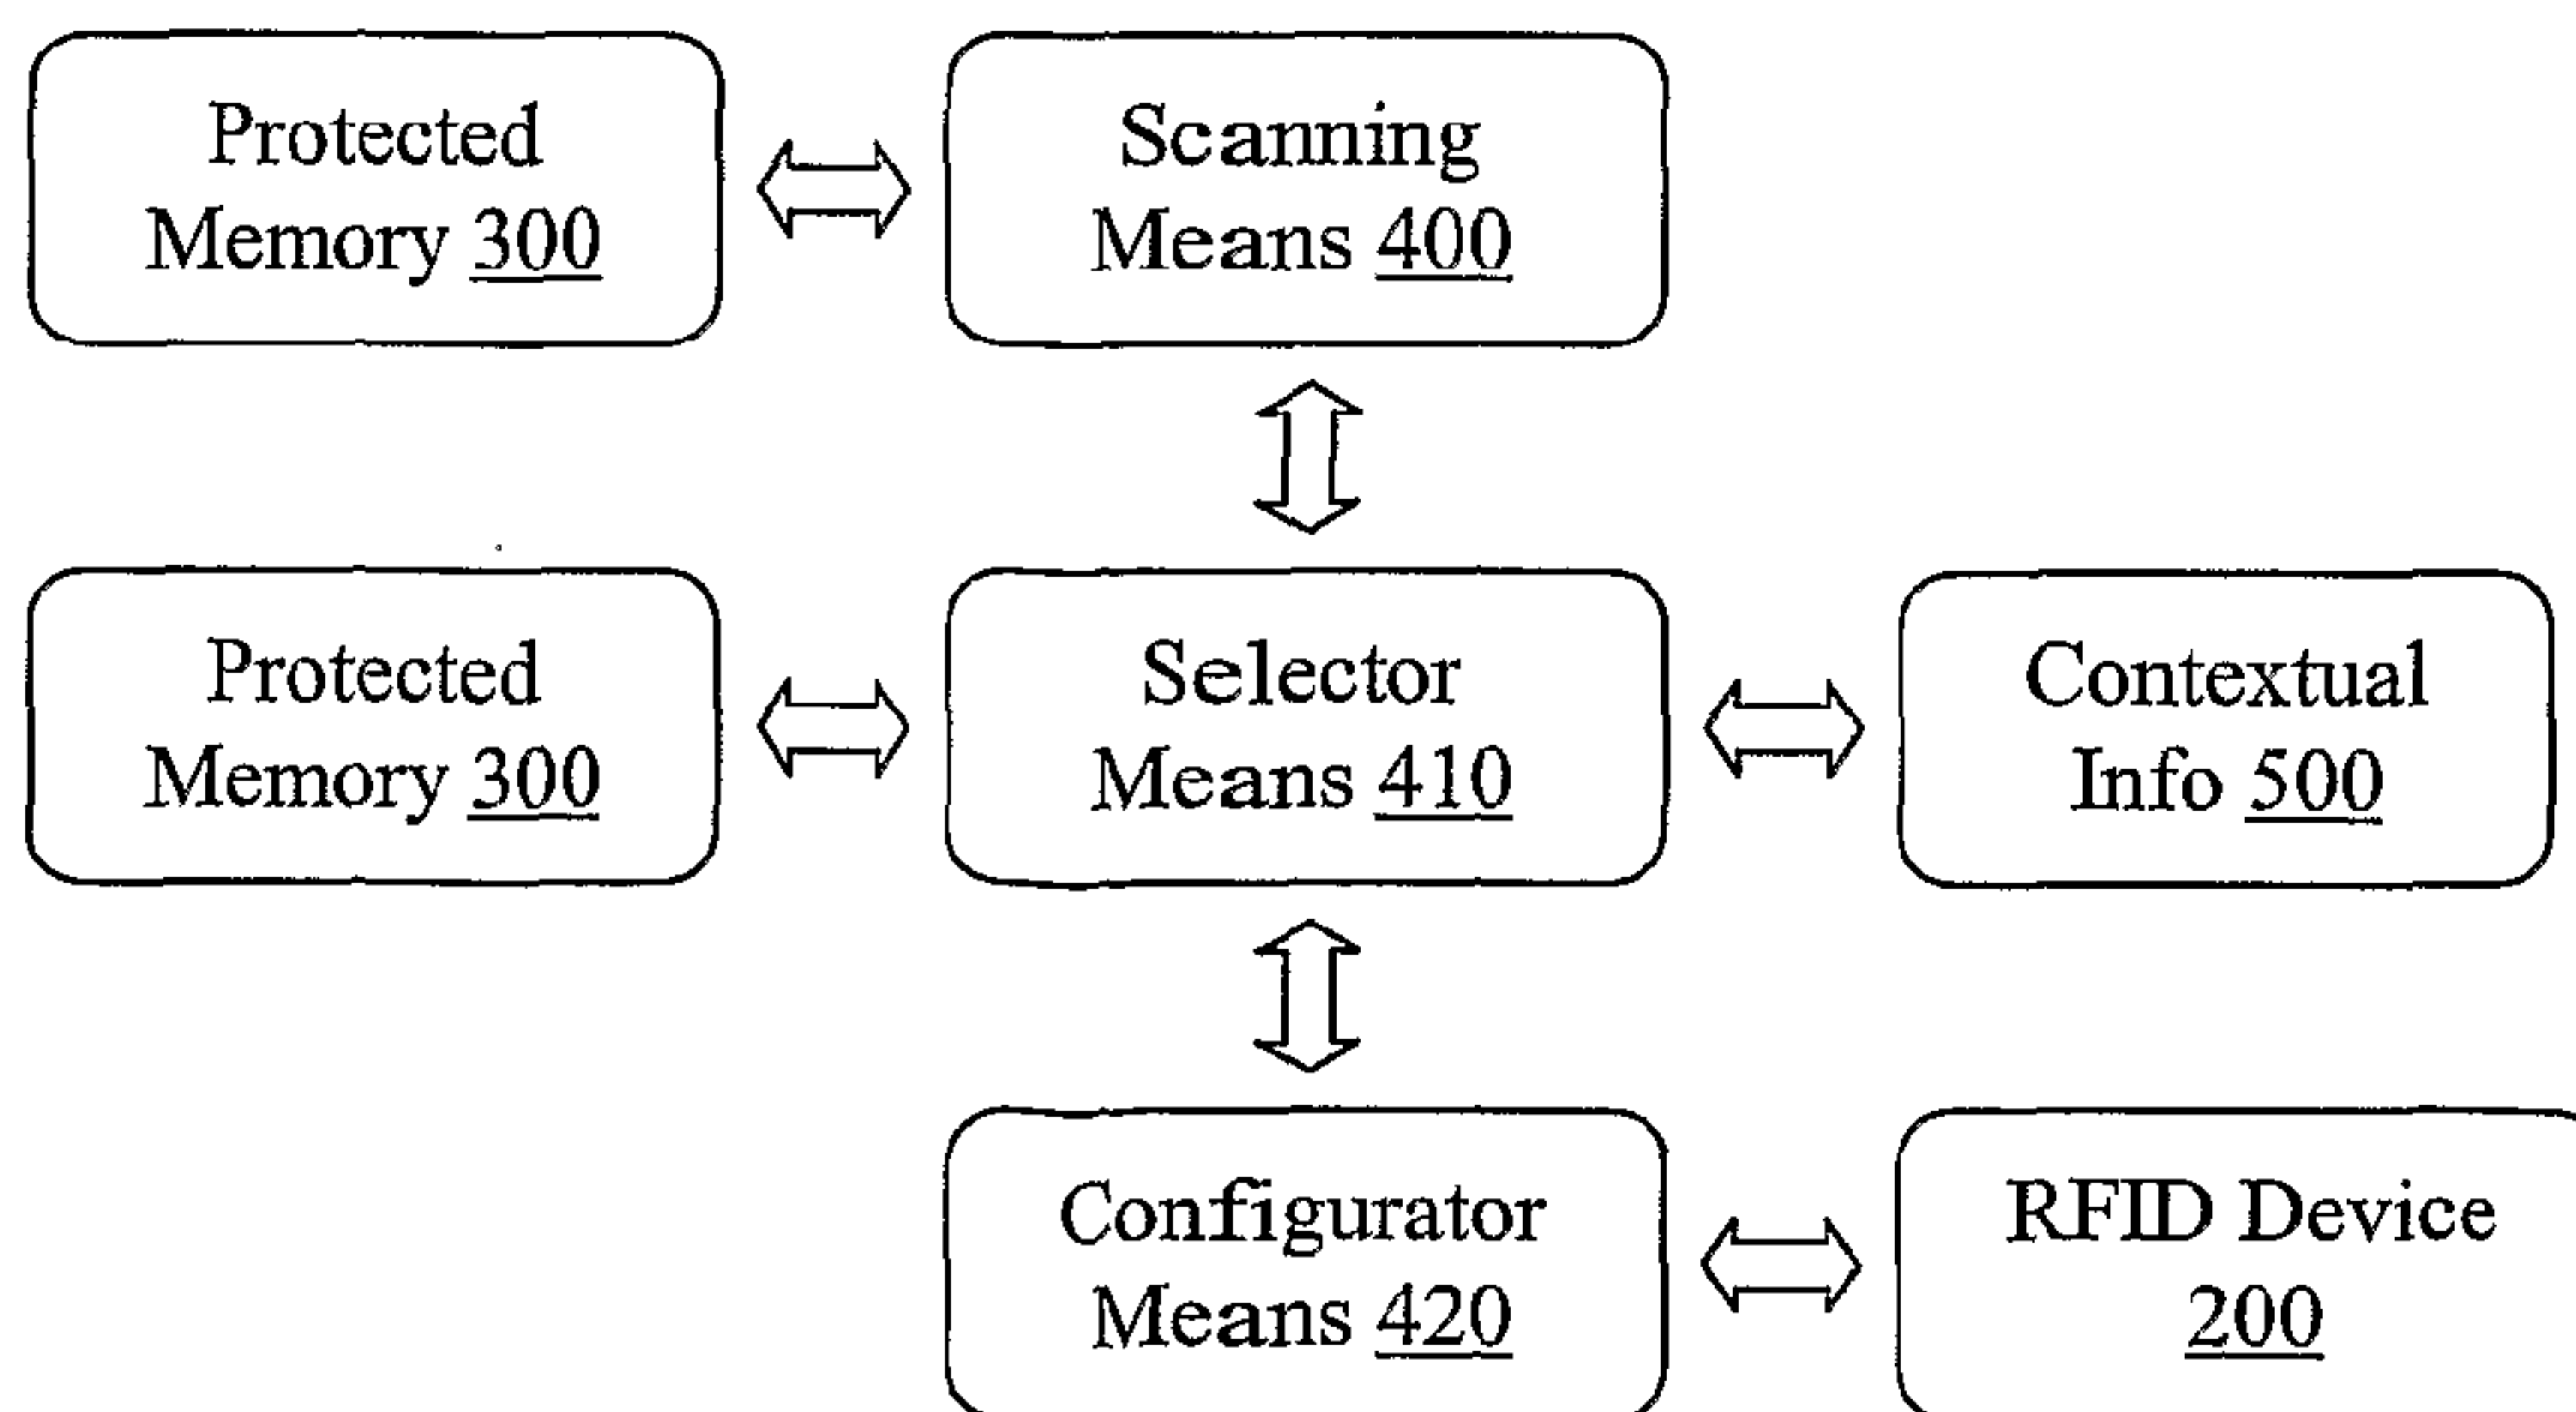 Protected
Memory 300
Scanning
Means 400
Protected
Memory 300
Selector
Means 410
Contextual
Info 500
Configurator
Means 420
RFID Device
200